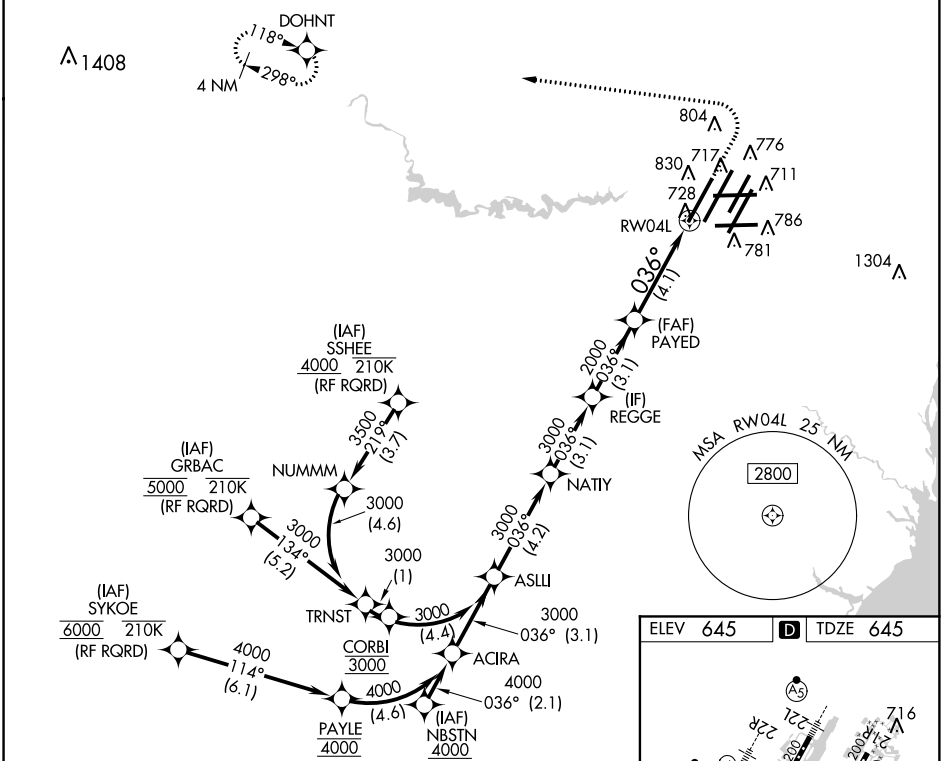 DOHNT
118°
298°
4 NM
1408
804
776
717
830
711
728
786
781
RW04L
1304
036°
(4.1)
(FAF)
PAYED
2000
036°
(3.1)
(IF)
REGGE
3000
036°
(3.1)
NATIY
3000
036°
(4.2)
ASLLI
(IAF)
SSHEE
4000 210K
(RF RQRD)
3500
219°
(3.7)
NUMMM
3000
(4.6)
(IAF)
GRBAC
5000 210K
(RF RQRD)
3000
134°
(5.2)
3000
(1)
TRNST
CORBI
3000
3000
(4.4)
3000
036° (3.1)
ACIRA
(IAF)
SYKOE
6000 210K
(RF RQRD)
4000
114°
(6.1)
4000
(4.6)
4000
036° (2.1)
PAYLE
4000
(IAF)
NBSTN
4000
MSA RW04L 25 NM
2800
ELEV 645 D TDZE 645
A5
22R
22L
716
200
200